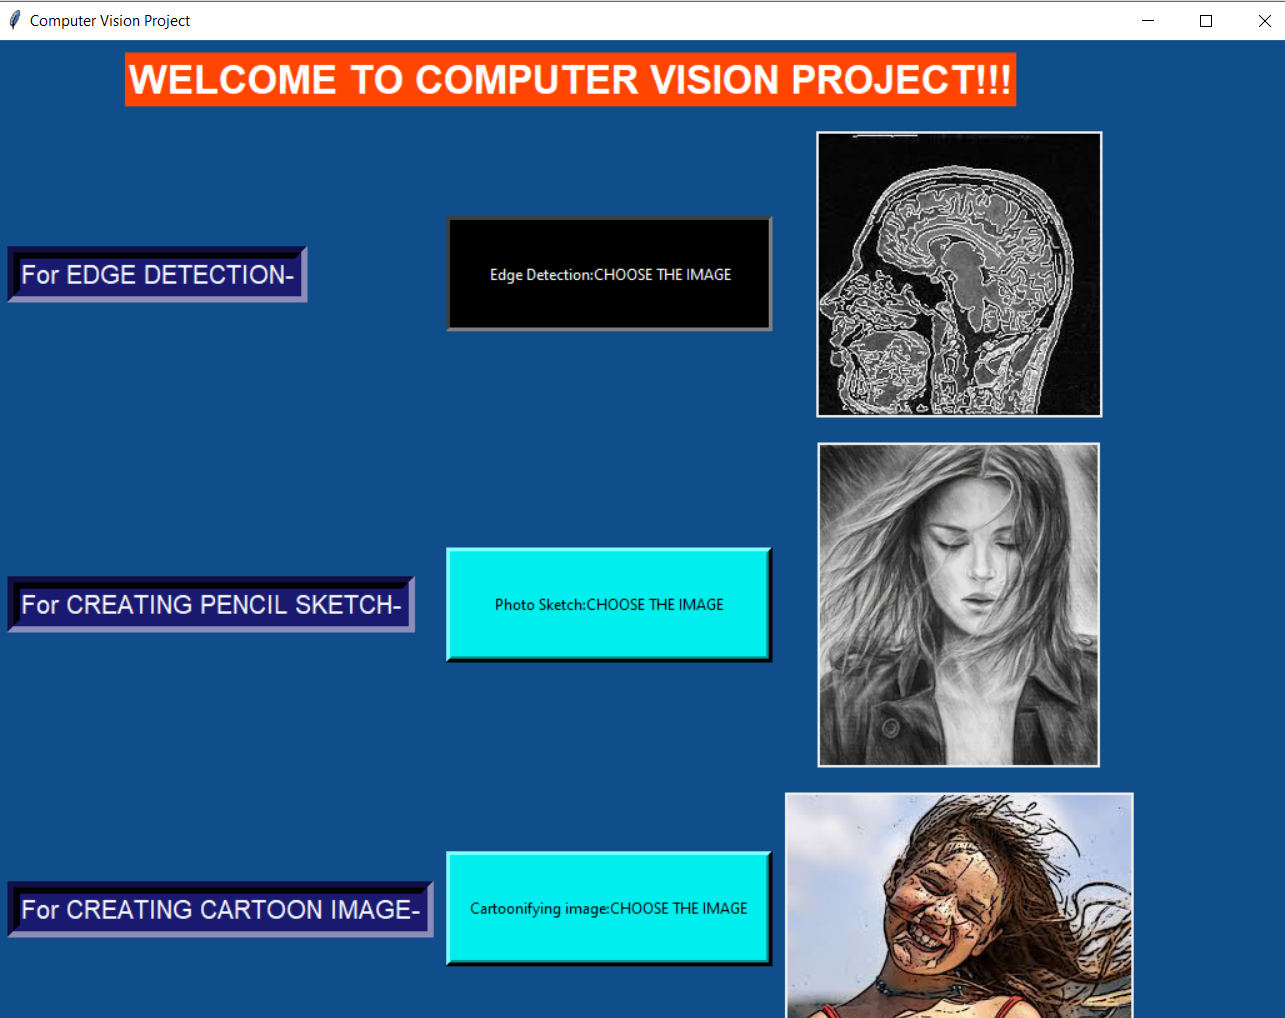 Computer Vision Project
WELCOME TO COMPUTER VISION PROJECT!!!
For EDGE DETECTION-
Edge Detection:CHOOSE THE IMAGE
For CREATING PENCIL SKETCH-
Photo Sketch:CHOOSE THE IMAGE
For CREATING CARTOON IMAGE-
Cartoonifying image:CHOOSE THE IMAGE